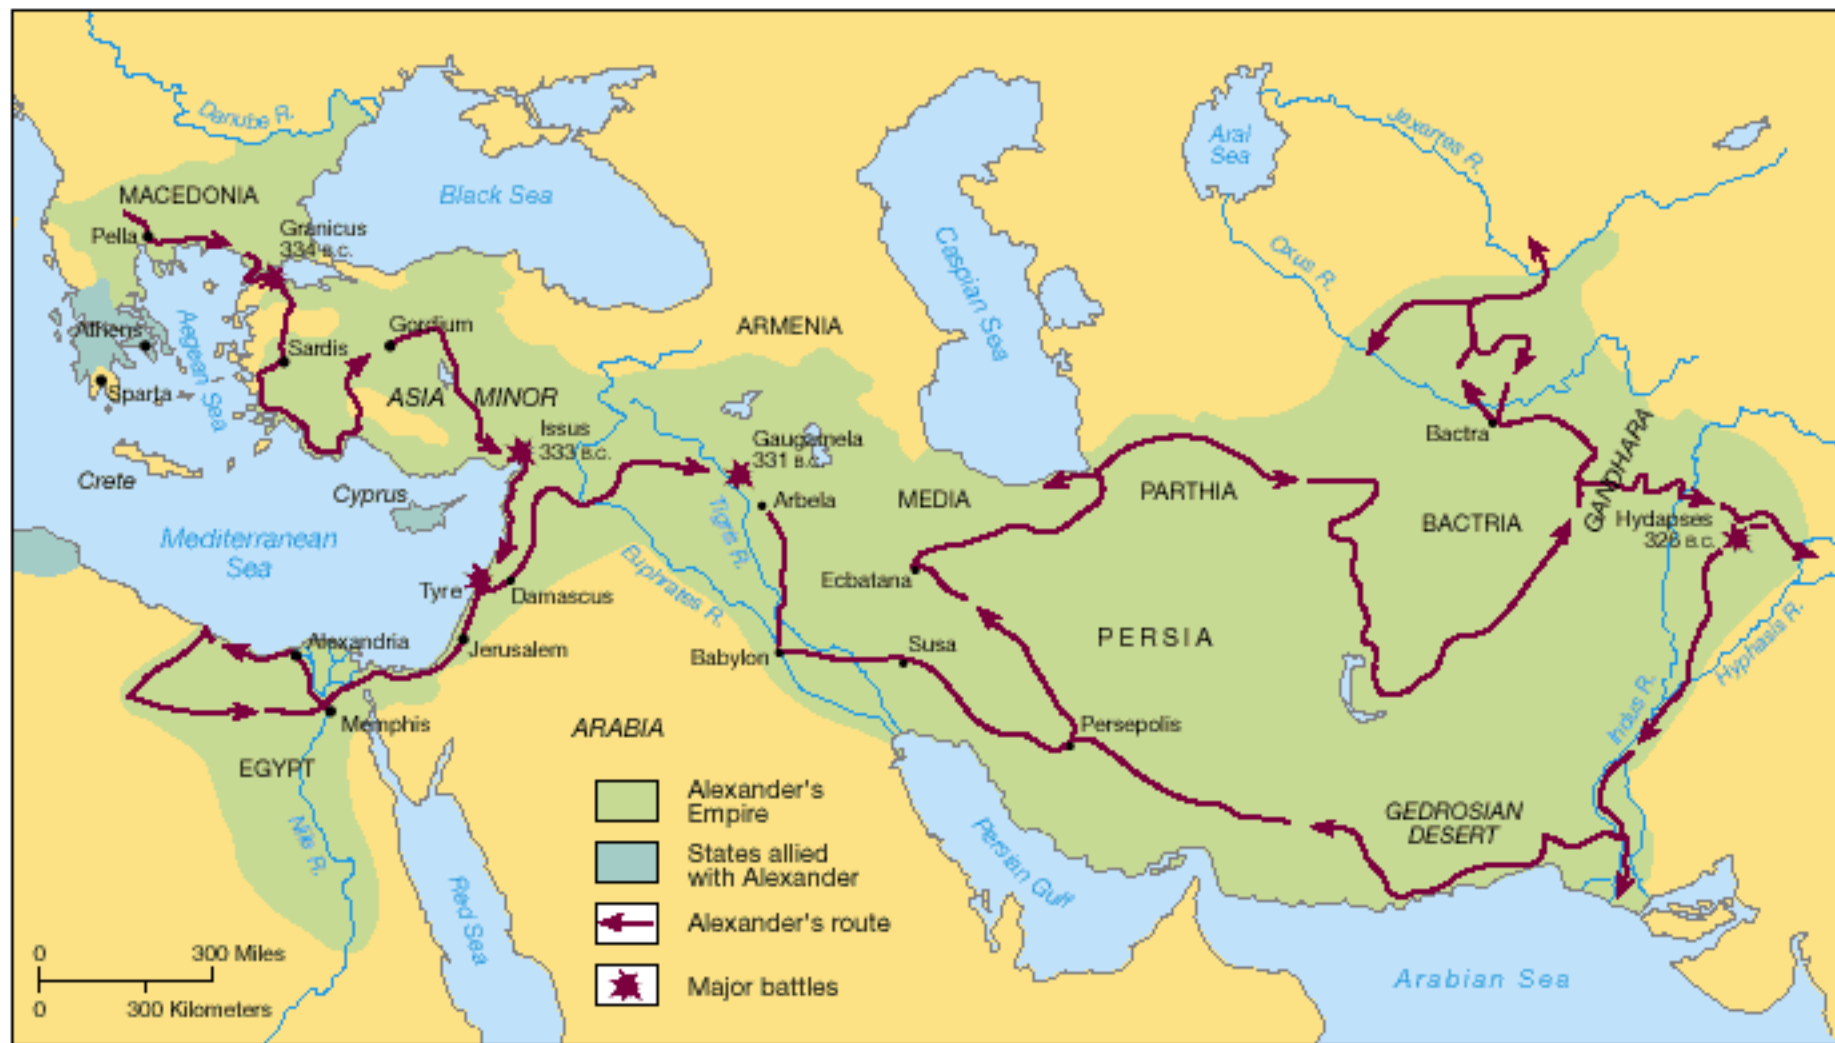 Danube R.
MACEDONIA
Pella
Granicus
334 B.C.
Black Sea
Aral
Sea
Jaxartes R.
Oxus R.
Caspian Sea
ARMENIA
Athens
Aegean Sea
Sardis
Gordium
Sparta
ASIA MINOR
Issus
333 B.C.
Gaugamela
331 B.C.
Arbela
MEDIA
PARTHIA
Bactra
BACTRIA
GANDHARA
Hydapses
326 B.C.
Crete
Cyprus
Mediterranean
Sea
Tyre
Damascus
Euphrates R.
Tigris R.
Ecbatana
Alexandria
Jerusalem
Babylon
Susa
PERSIA
Hyphasis R.
Indus R.
Memphis
ARABIA
Persepolis
EGYPT
Nile R.
Red Sea
Persian Gulf
GEDROSIAN
DESERT
Arabian Sea
Alexander's
Empire
States allied
with Alexander
Alexander's route
Major battles
0 300 Miles
0 300 Kilometers